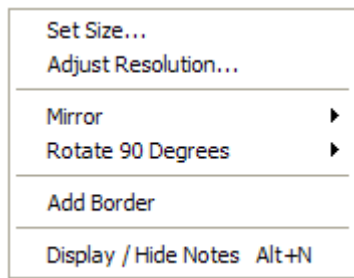 Set Size...
Adjust Resolution...
Mirror
Rotate 90 Degrees
Add Border
Display / Hide Notes Alt+N